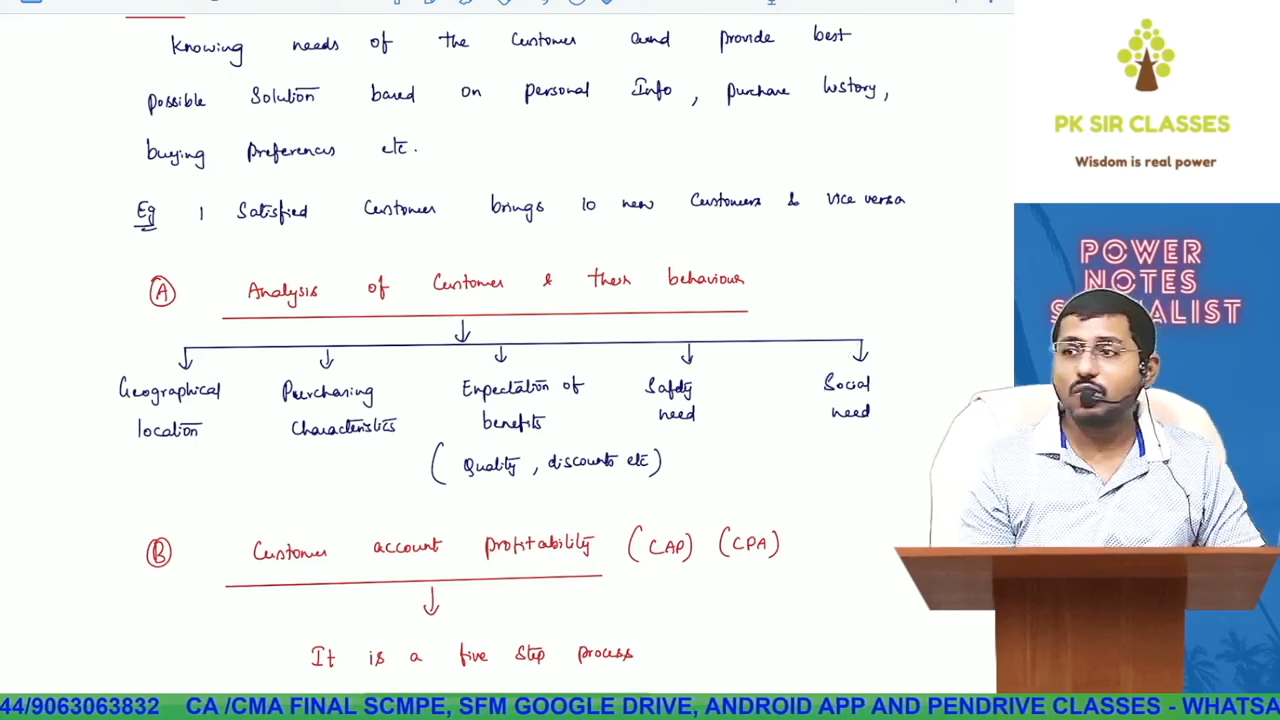 Knowing needs of the Customer and provide best
possible Solution based on personal Info, purchase history,
buying preferences etc.
Eg 1 Satisfied Customer brings 10 new Customers & vice versa
A Analysis of Customer & their behaviour
Geographical location
Purchasing Characteristics
Expectation of benefits
(Quality, discounts etc)
Safety need
Social need
B Customer account profitability (CAP) (CPA)
It is a five step process
PK SIR CLASSES
Wisdom is real power
POWER
NOTES
44/9063063832 CA /CMA FINAL SCMPE, SFM GOOGLE DRIVE, ANDROID APP AND PENDRIVE CLASSES - WHATSA